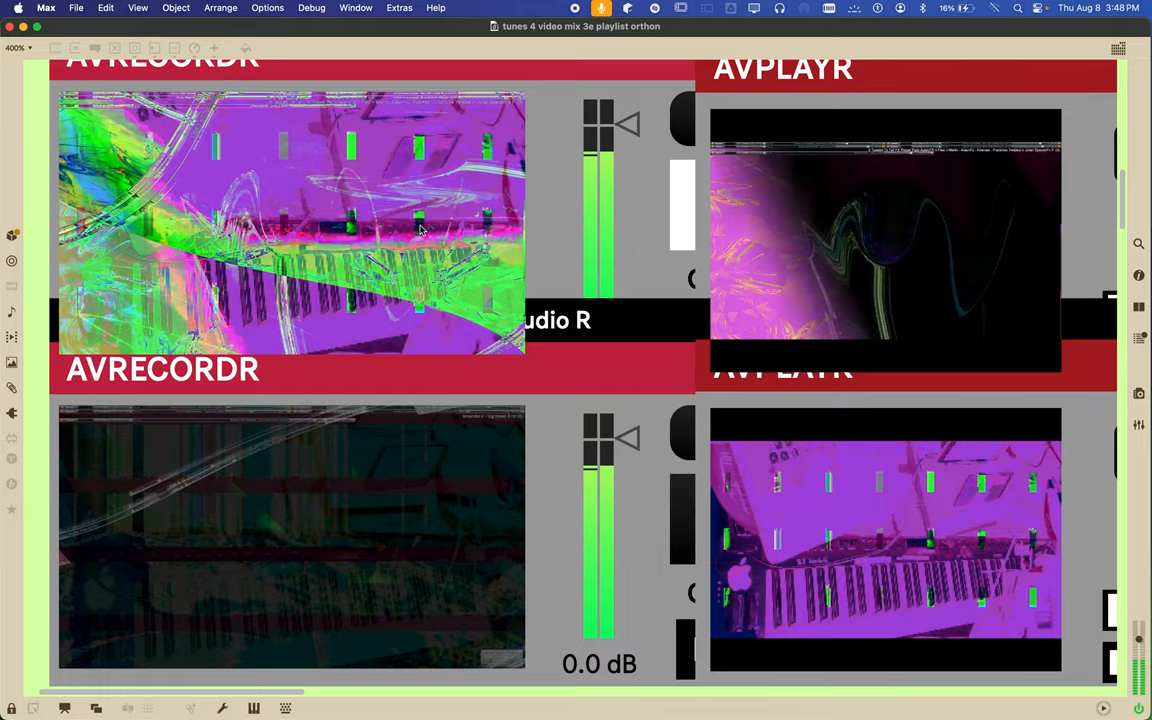 Max File Edit View Object Arrange Options Debug Window Extras Help 16% Thu Aug 8 3:48 PM
tunes 4 video mix 3e playlist orthon
400%
AVRECORDR
AVPLAYR
udio R
AVRECORDR
AVPLAYR
0.0 dB